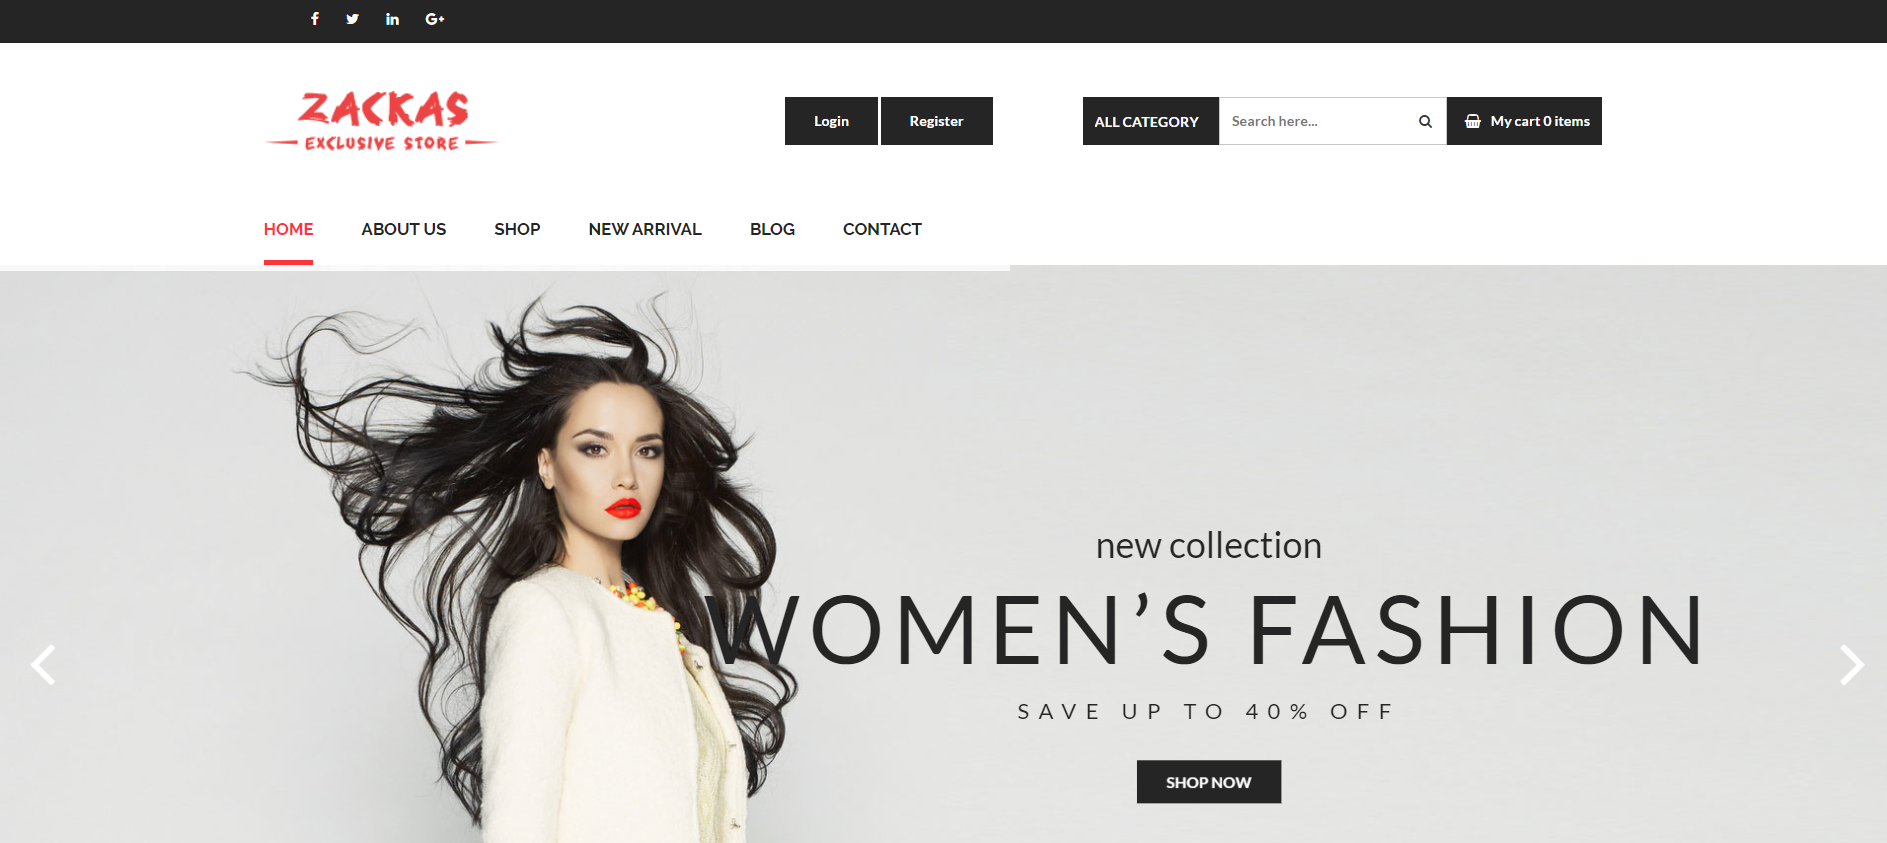 ZACKAS
EXCLUSIVE STORE
Login
Register
ALL CATEGORY
Search here...
My cart 0 items
HOME
ABOUT US
SHOP
NEW ARRIVAL
BLOG
CONTACT
new collection
WOMEN’S FASHION
SAVE UP TO 40% OFF
SHOP NOW